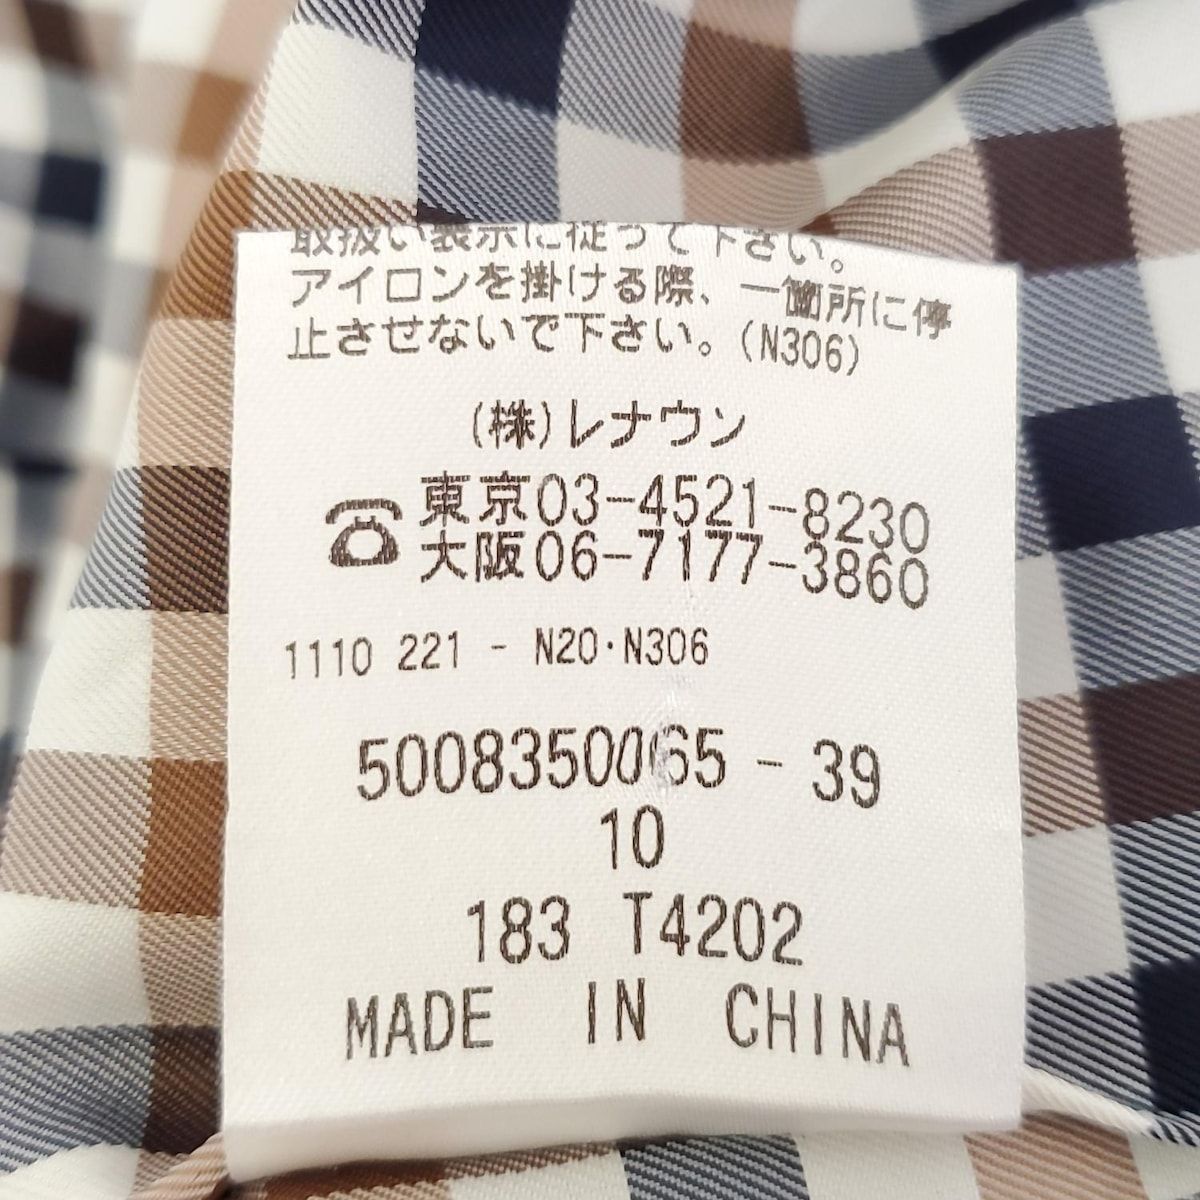 取扱い表示に従って下さい。
アイロンを掛ける際、一箇所に停
止させないで下さい。(N306)
(株)レナウン
☎ 東京03-4521-8230
大阪06-7177-3860
1110 221 - N20·N306
5008350065 - 39
10
183 T4202
MADE IN CHINA